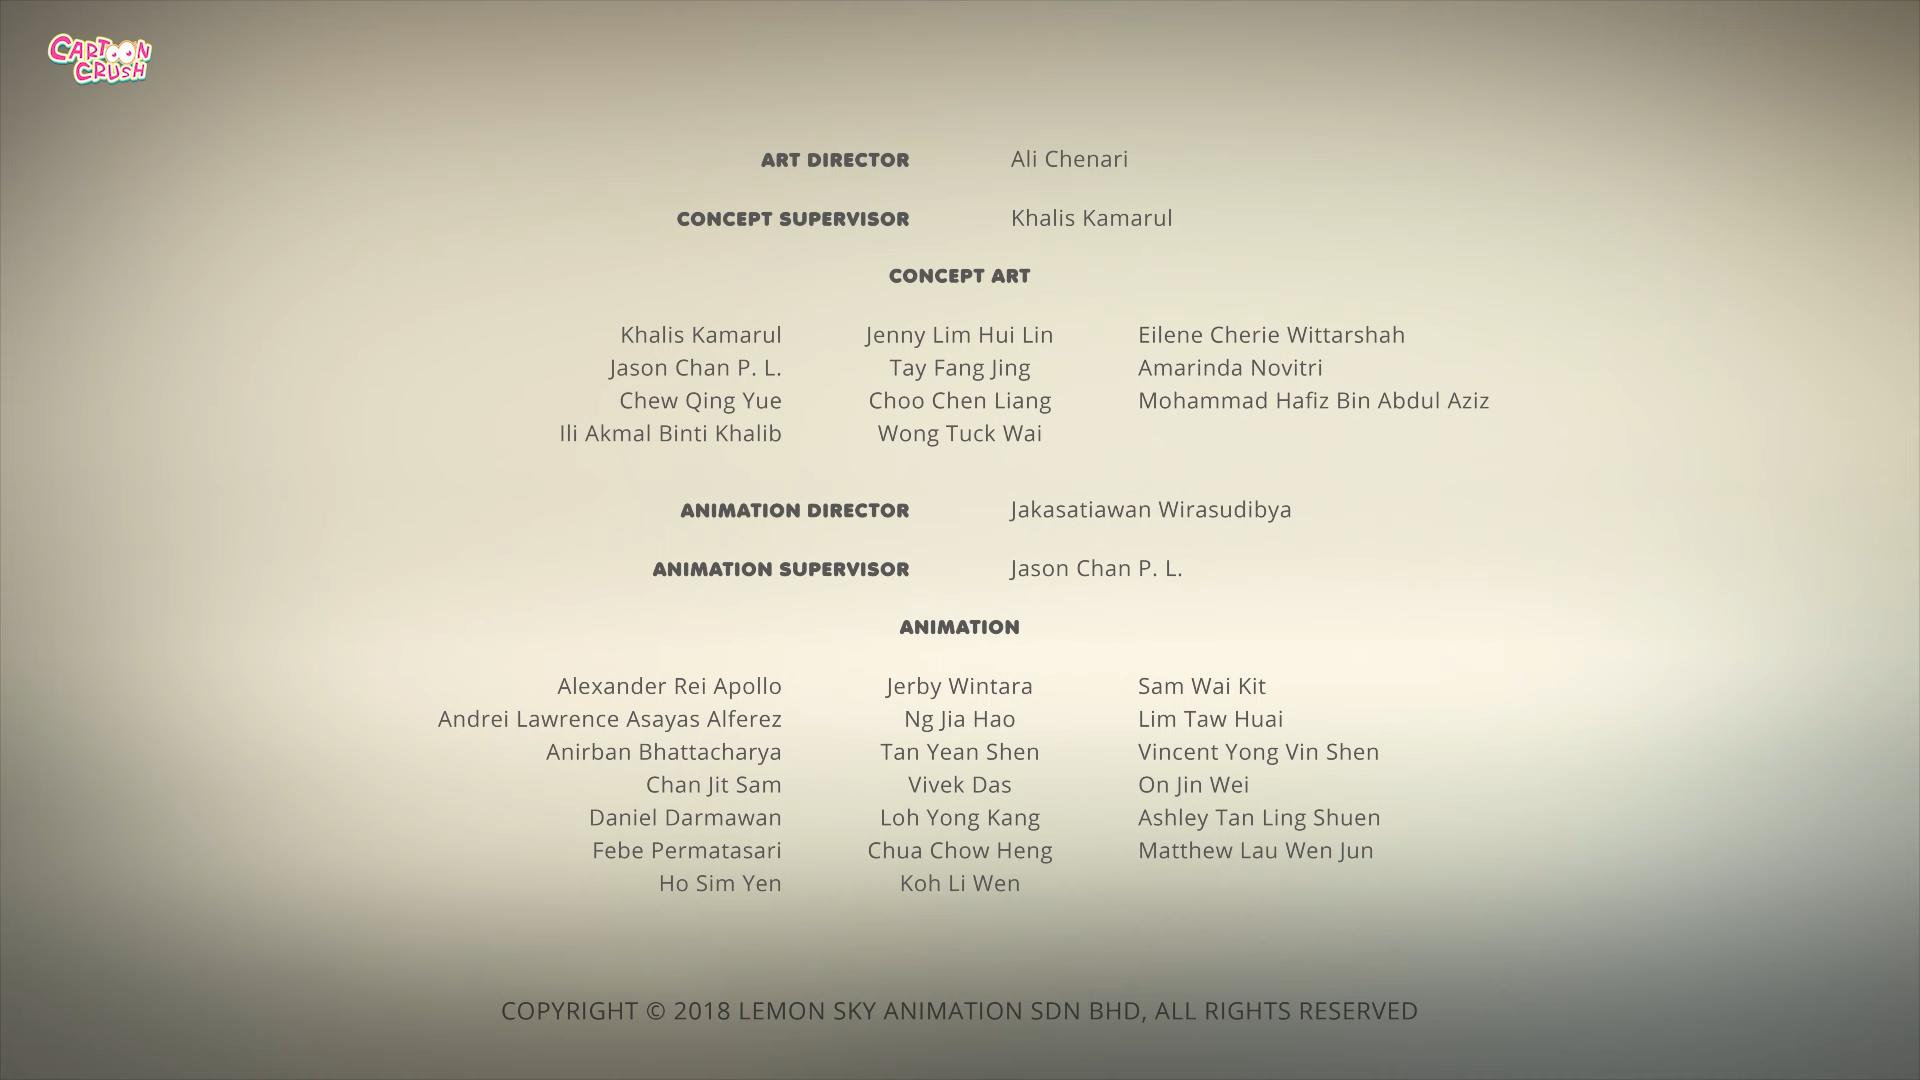 CARTOON
CRUSH
ART DIRECTOR Ali Chenari
CONCEPT SUPERVISOR Khalis Kamarul
CONCEPT ART
Khalis Kamarul Jenny Lim Hui Lin Eilene Cherie Wittarshah
Jason Chan P. L. Tay Fang Jing Amarinda Novitri
Chew Qing Yue Choo Chen Liang Mohammad Hafiz Bin Abdul Aziz
Ili Akmal Binti Khalib Wong Tuck Wai
ANIMATION DIRECTOR Jakasatiawan Wirasudibya
ANIMATION SUPERVISOR Jason Chan P. L.
ANIMATION
Alexander Rei Apollo Jerby Wintara Sam Wai Kit
Andrei Lawrence Asayas Alferez Ng Jia Hao Lim Taw Huai
Anirban Bhattacharya Tan Yean Shen Vincent Yong Vin Shen
Chan Jit Sam Vivek Das On Jin Wei
Daniel Darmawan Loh Yong Kang Ashley Tan Ling Shuen
Febe Permatasari Chua Chow Heng Matthew Lau Wen Jun
Ho Sim Yen Koh Li Wen
COPYRIGHT © 2018 LEMON SKY ANIMATION SDN BHD, ALL RIGHTS RESERVED